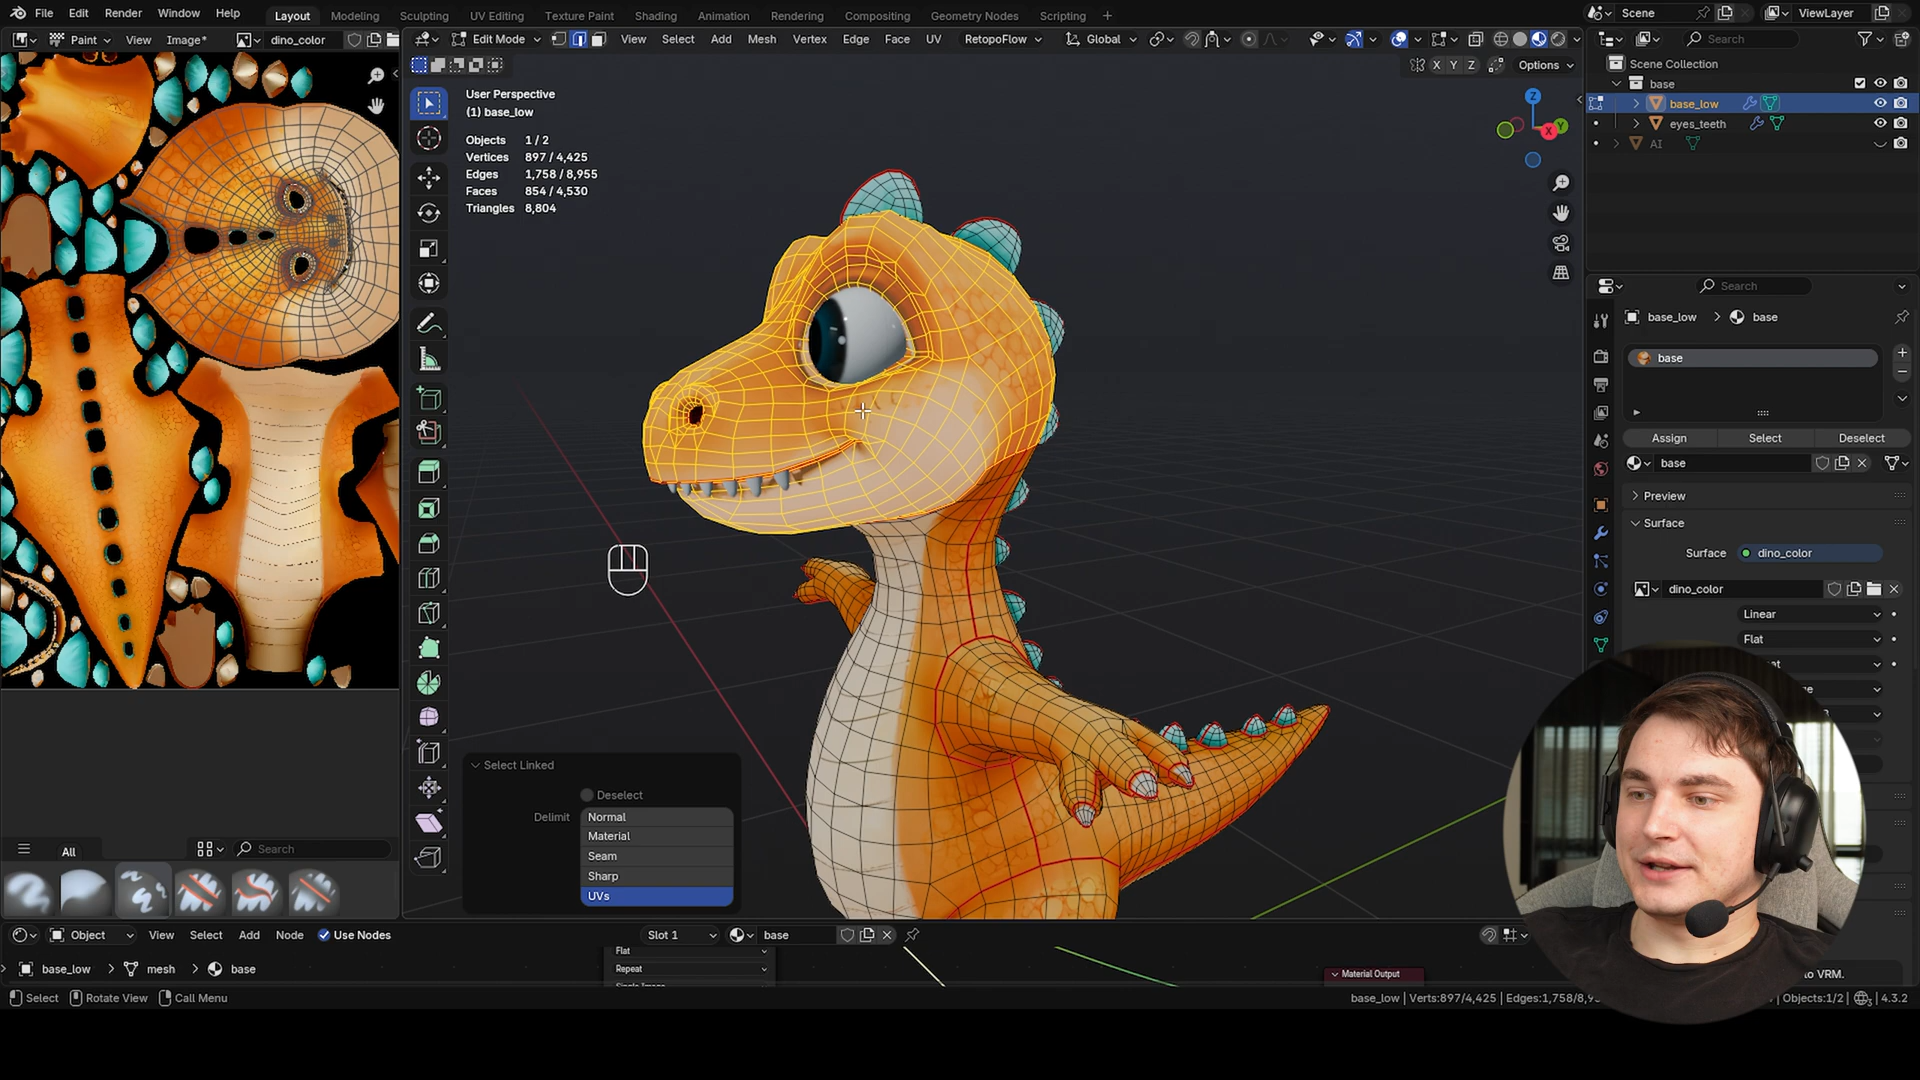 File Edit Render Window Help Layout Modeling Sculpting UV Editing Texture Paint Shading Animation Rendering Compositing Geometry Nodes Scripting + Scene ViewLayer
Paint View Image* dino_color Edit Mode View Select Add Mesh Vertex Edge Face UV RetopoFlow Global Search
X Y Z Options
Scene Collection
base
base_low
eyes_teeth
AI
User Perspective
(1) base_low
Objects 1 / 2
Vertices 897 / 4,425
Edges 1,758 / 8,955
Faces 854 / 4,530
Triangles 8,804
Z
Y
X
Search
base_low > base
base
Assign Select Deselect
base
Preview
Surface
Surface dino_color
dino_color
Linear
Flat
Select Linked
Deselect
Delimit Normal
Material
Seam
Sharp
UVs
All Search
Object View Select Add Node Use Nodes Slot 1 base
base_low > mesh > base
Flat
Repeat
Material Output
to VRM.
Select Rotate View Call Menu
base_low | Verts:897/4,425 | Edges:1,758/8,9
| Objects:1/2 | 4.3.2